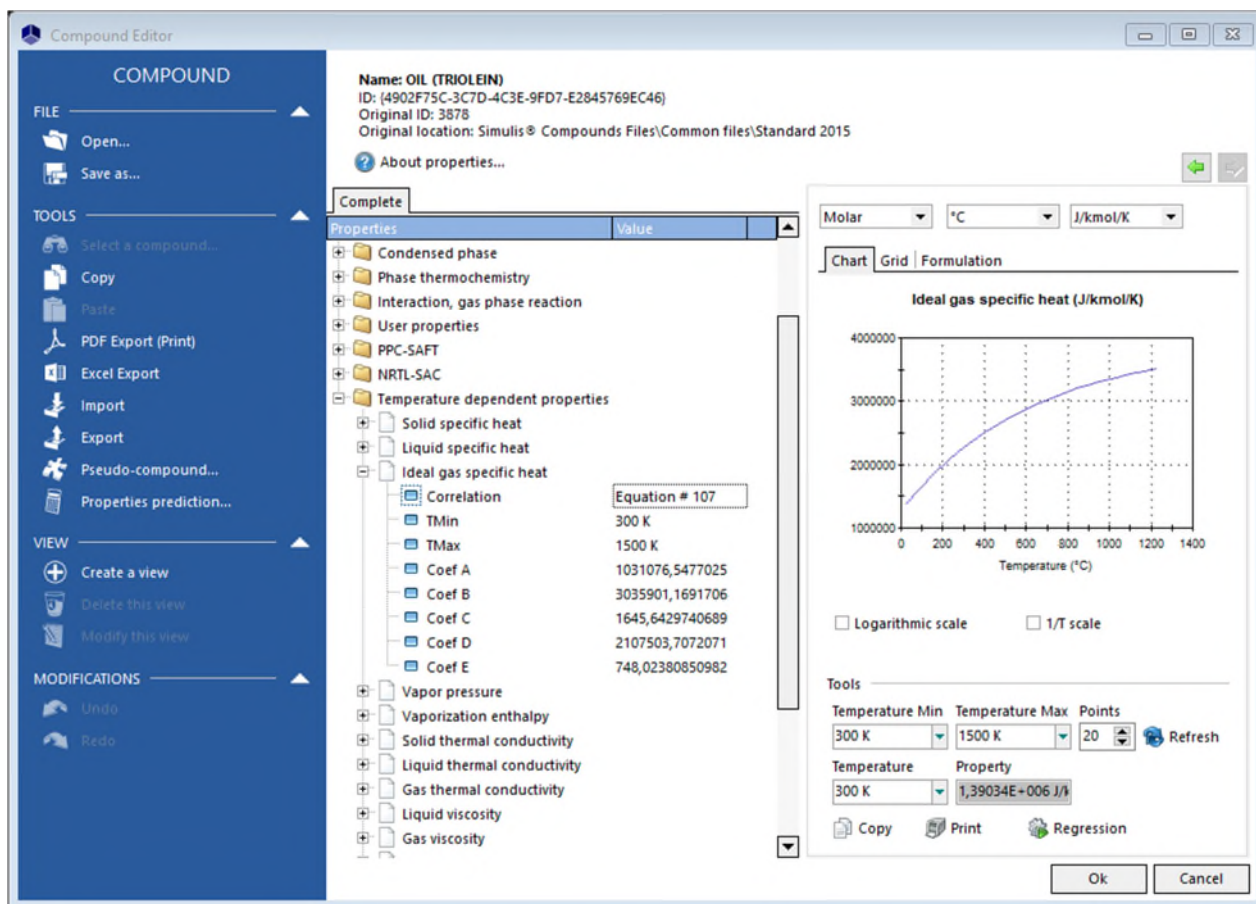 Compound Editor
COMPOUND
FILE
Open...
Save as...
TOOLS
Select a compound...
Copy
Paste
PDF Export (Print)
Excel Export
Import
Export
Pseudo-compound...
Properties prediction...
VIEW
Create a view
Delete this view
Modify this view
MODIFICATIONS
Undo
Redo
Name: OIL (TRIOLEIN)
ID: {4902F75C-3C7D-4C3E-9FD7-E2845769EC46}
Original ID: 3878
Original location: Simulis® Compounds Files\Common files\Standard 2015
About properties...
Complete
Properties Value
Condensed phase
Phase thermochemistry
Interaction, gas phase reaction
User properties
PPC-SAFT
NRTL-SAC
Temperature dependent properties
Solid specific heat
Liquid specific heat
Ideal gas specific heat
Correlation Equation # 107
TMin 300 K
TMax 1500 K
Coef A 1031076,5477025
Coef B 3035901,1691706
Coef C 1645,6429740689
Coef D 2107503,7072071
Coef E 748,02380850982
Vapor pressure
Vaporization enthalpy
Solid thermal conductivity
Liquid thermal conductivity
Gas thermal conductivity
Liquid viscosity
Gas viscosity
Molar °C J/kmol/K
Chart Grid Formulation
Ideal gas specific heat (J/kmol/K)
4000000
3000000
2000000
1000000
0 200 400 600 800 1000 1200 1400
Temperature (°C)
Logarithmic scale 1/T scale
Tools
Temperature Min Temperature Max Points
300 K 1500 K 20 Refresh
Temperature Property
300 K 1,39034E+006 J/k
Copy Print Regression
Ok Cancel